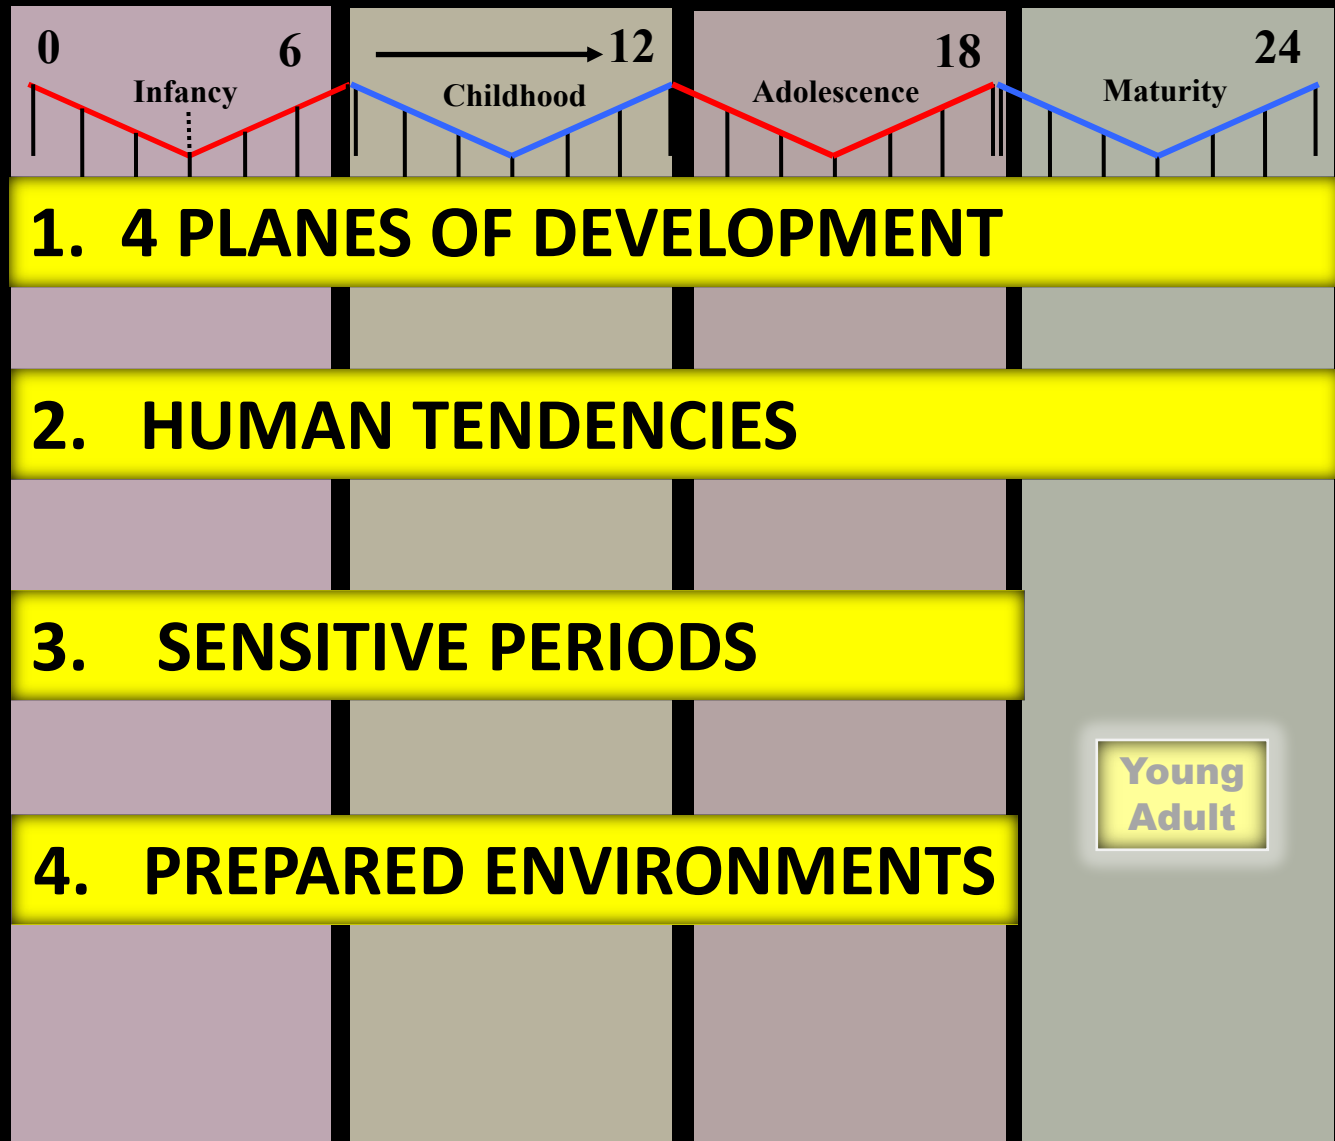 0 6 12 18 24
Infancy Childhood Adolescence Maturity
1. 4 PLANES OF DEVELOPMENT
2. HUMAN TENDENCIES
3. SENSITIVE PERIODS
Young
Adult
4. PREPARED ENVIRONMENTS